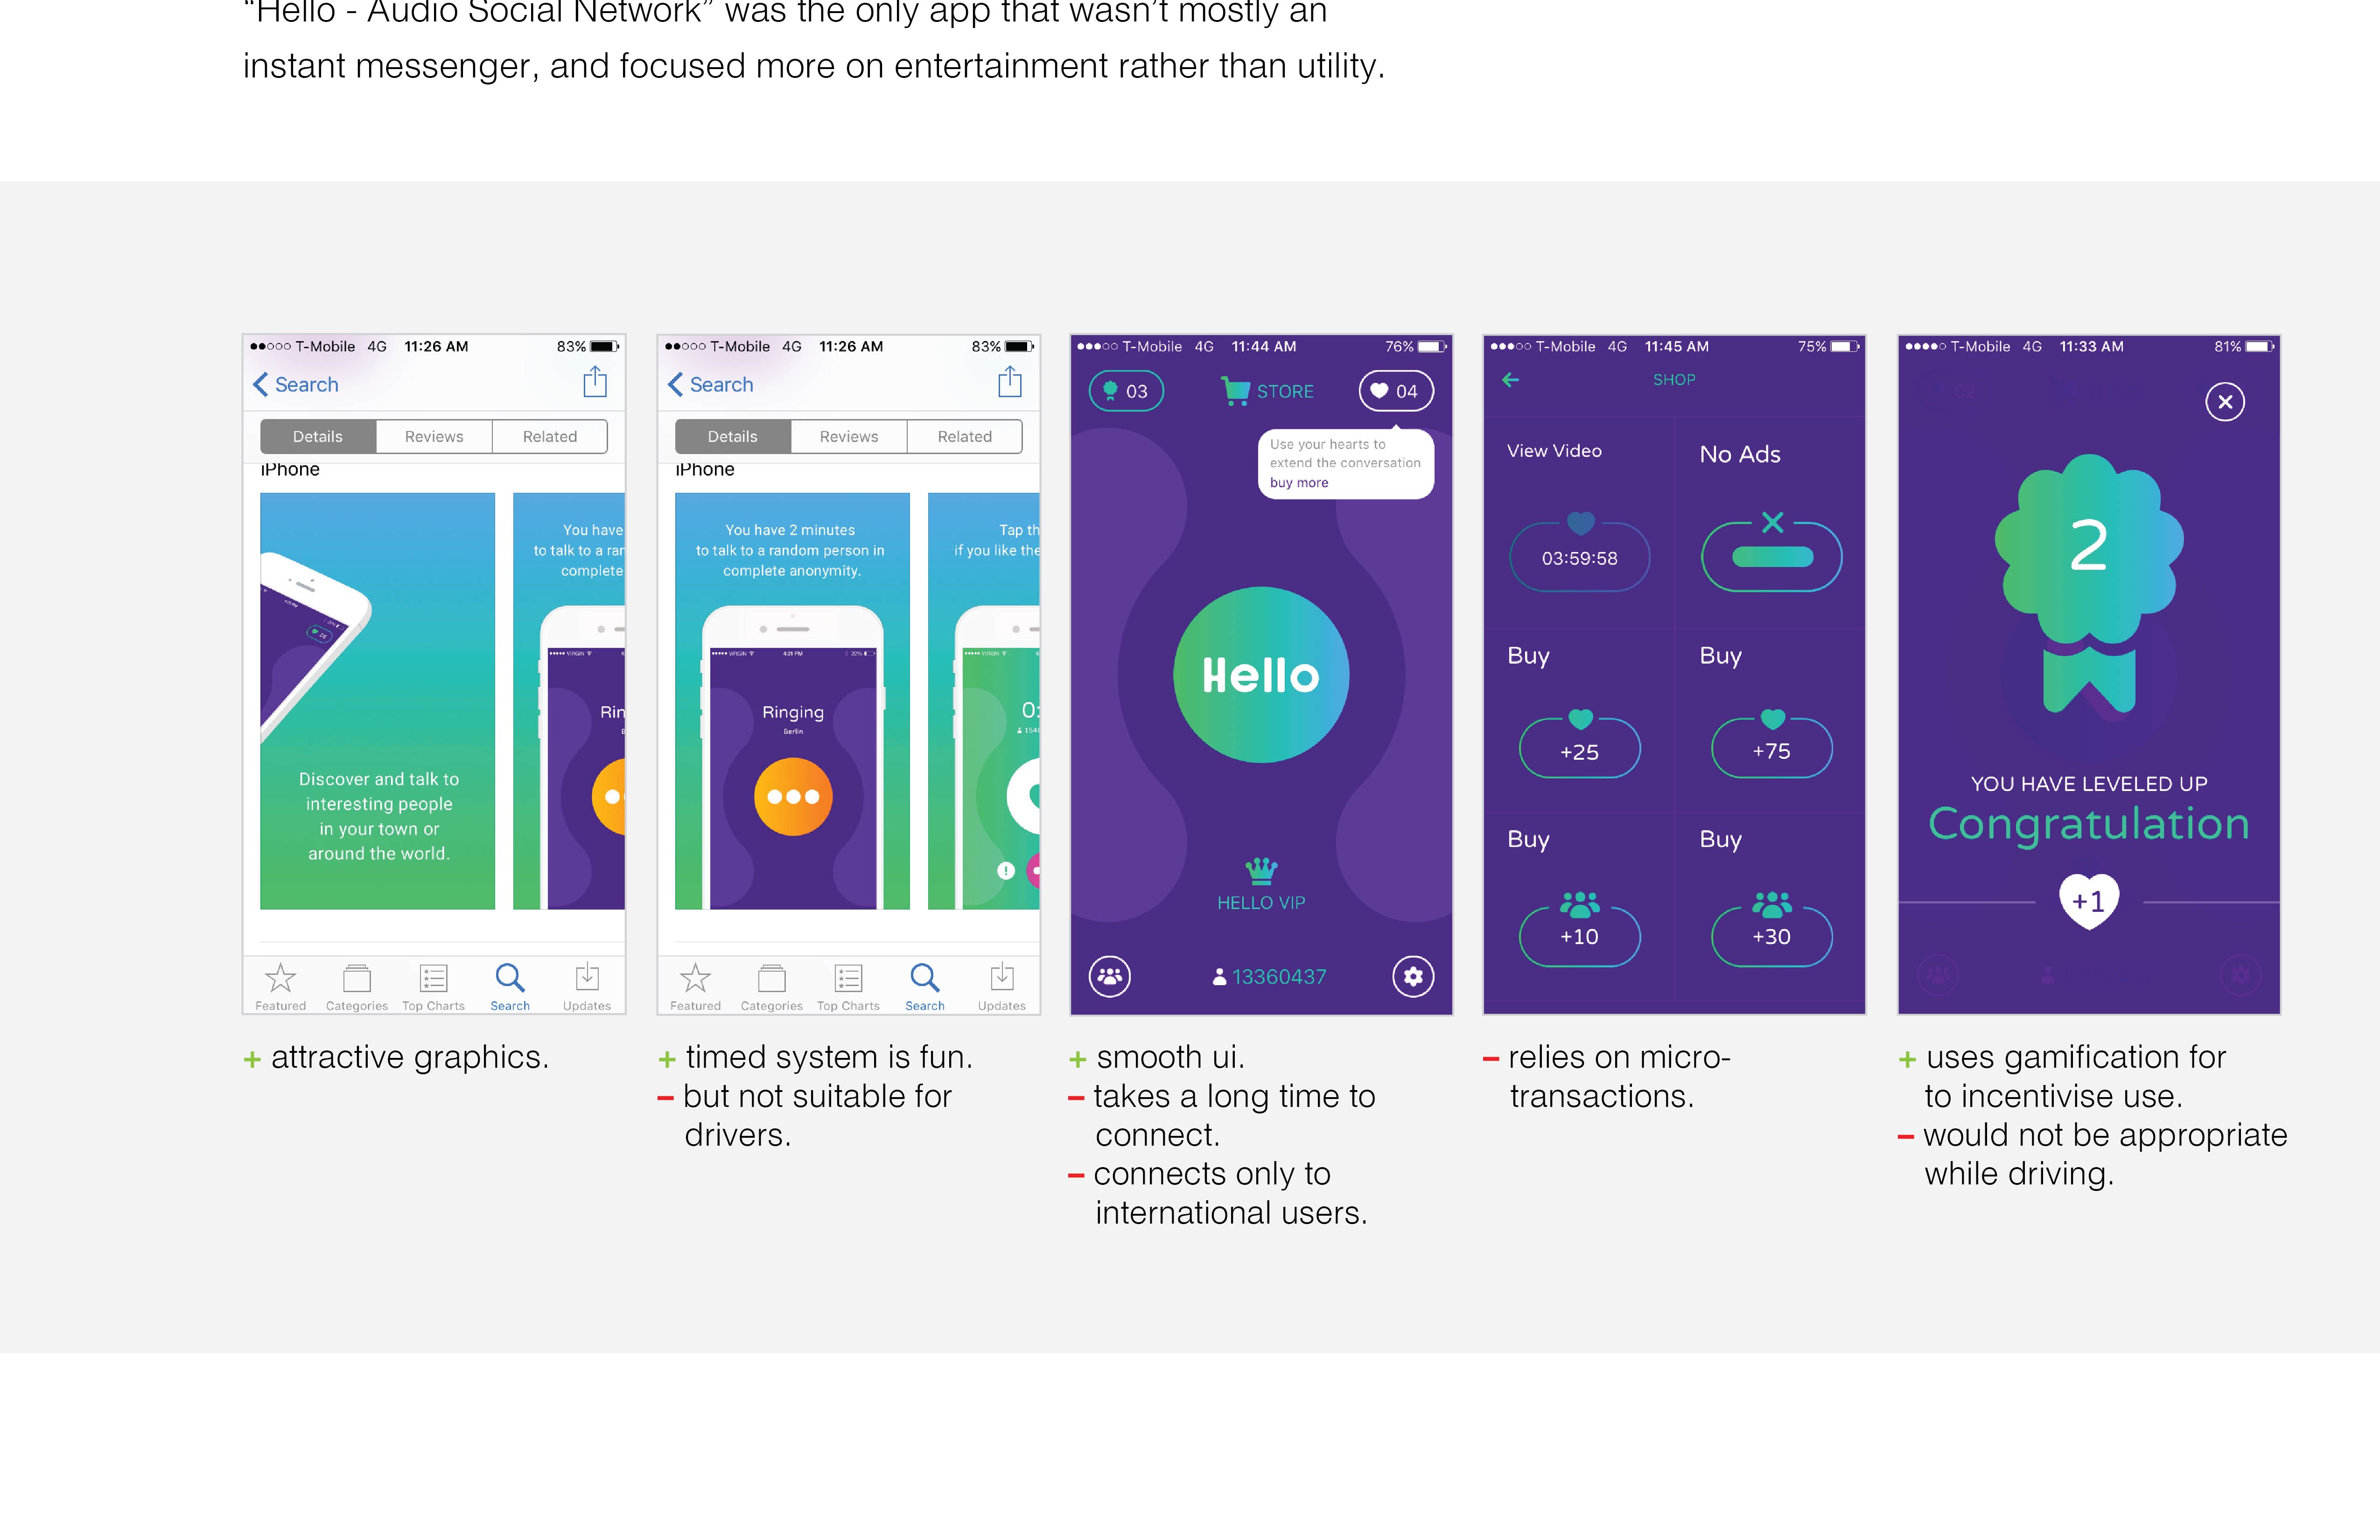 “Hello - Audio Social Network” was the only app that wasn’t mostly an
instant messenger, and focused more on entertainment rather than utility.
T-Mobile 4G 11:26 AM 83%
Search
Details Reviews Related
iPhone
Discover and talk to
interesting people
in your town or
around the world.
You have
to talk to a ran
complete
VIRGIN
Rin
Featured Categories Top Charts Search Updates
+ attractive graphics.
T-Mobile 4G 11:26 AM 83%
Search
Details Reviews Related
iPhone
You have 2 minutes
to talk to a random person in
complete anonymity.
VIRGIN 4:21 PM 22%
Ringing
Berlin
Tap th
if you like the
VIRGIN
0:
Featured Categories Top Charts Search Updates
+ timed system is fun.
– but not suitable for
drivers.
T-Mobile 4G 11:44 AM 76%
03 STORE 04
Use your hearts to
extend the conversation
buy more
Hello
HELLO VIP
13360437
+ smooth ui.
– takes a long time to
connect.
– connects only to
international users.
T-Mobile 4G 11:45 AM 75%
SHOP
View Video No Ads
03:59:58
Buy Buy
+25 +75
Buy Buy
+10 +30
– relies on micro-
transactions.
T-Mobile 4G 11:33 AM 81%
02
2
YOU HAVE LEVELED UP
Congratulation
+1
+ uses gamification for
to incentivise use.
– would not be appropriate
while driving.